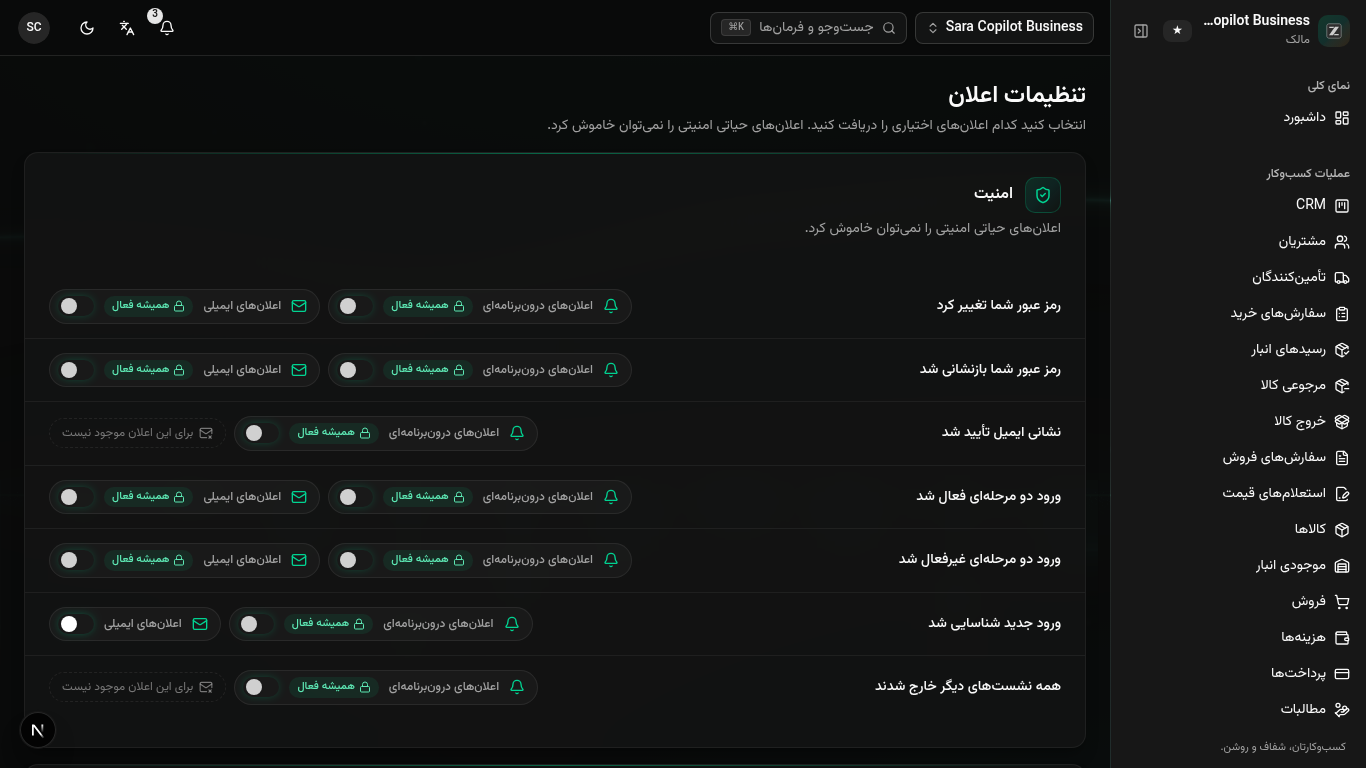 ...opilot Business
مالک
★
نمای کلی
داشبورد
عملیات کسب‌وکار
CRM
مشتریان
تأمین‌کنندگان
سفارش‌های خرید
رسیدهای انبار
مرجوعی کالا
خروج کالا
سفارش‌های فروش
استعلام‌های قیمت
کالاها
موجودی انبار
فروش
هزینه‌ها
پرداخت‌ها
مطالبات
کسب‌وکارتان، شفاف و روشن.
Sara Copilot Business
جست‌وجو و فرمان‌ها ⌘K
3
SC
تنظیمات اعلان
انتخاب کنید کدام اعلان‌های اختیاری را دریافت کنید. اعلان‌های حیاتی امنیتی را نمی‌توان خاموش کرد.
امنیت
اعلان‌های حیاتی امنیتی را نمی‌توان خاموش کرد.
رمز عبور شما تغییر کرد اعلان‌های درون‌برنامه‌ای همیشه فعال اعلان‌های ایمیلی همیشه فعال
رمز عبور شما بازنشانی شد اعلان‌های درون‌برنامه‌ای همیشه فعال اعلان‌های ایمیلی همیشه فعال
نشانی ایمیل تأیید شد اعلان‌های درون‌برنامه‌ای همیشه فعال برای این اعلان موجود نیست
ورود دو مرحله‌ای فعال شد اعلان‌های درون‌برنامه‌ای همیشه فعال اعلان‌های ایمیلی همیشه فعال
ورود دو مرحله‌ای غیرفعال شد اعلان‌های درون‌برنامه‌ای همیشه فعال اعلان‌های ایمیلی همیشه فعال
ورود جدید شناسایی شد اعلان‌های درون‌برنامه‌ای همیشه فعال اعلان‌های ایمیلی
همه نشست‌های دیگر خارج شدند اعلان‌های درون‌برنامه‌ای همیشه فعال برای این اعلان موجود نیست
N